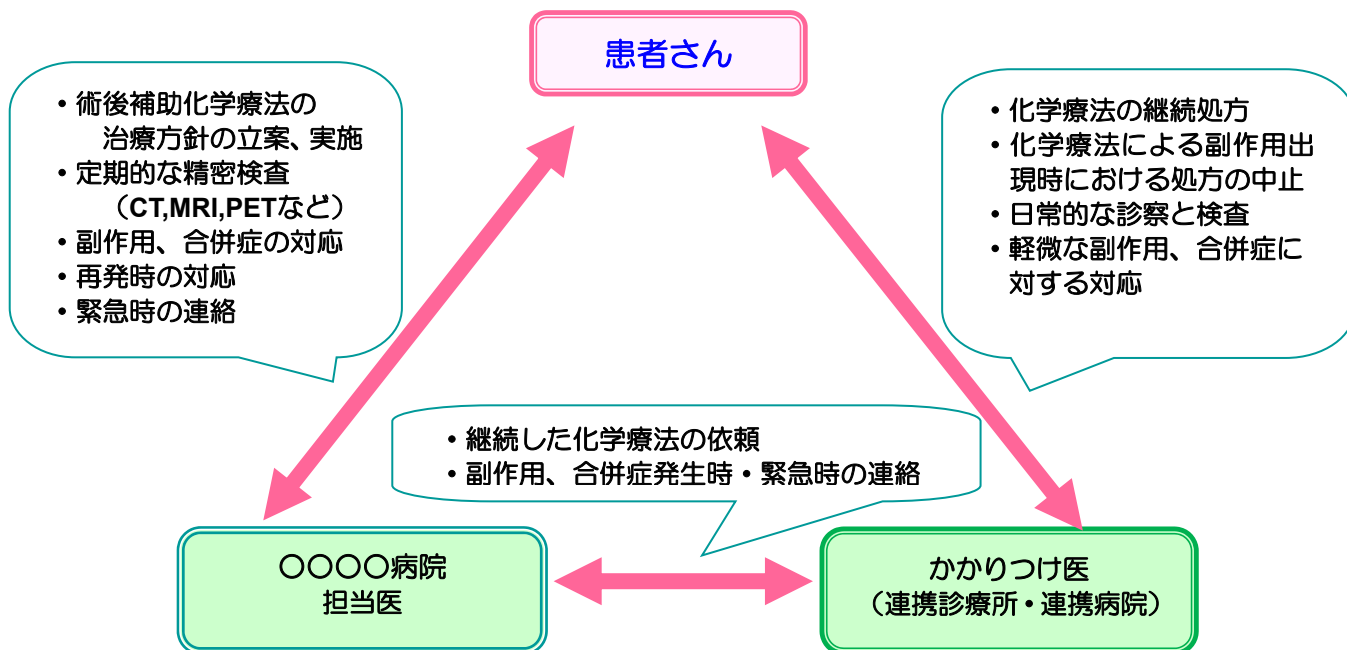 患者さん
・術後補助化学療法の
治療方針の立案、実施
・定期的な精密検査
（CT,MRI,PETなど）
・副作用、合併症の対応
・再発時の対応
・緊急時の連絡
・化学療法の継続処方
・化学療法による副作用出
現時における処方の中止
・日常的な診察と検査
・軽微な副作用、合併症に
対する対応
・継続した化学療法の依頼
・副作用、合併症発生時・緊急時の連絡
〇〇〇〇病院
担当医
かかりつけ医
（連携診療所・連携病院）